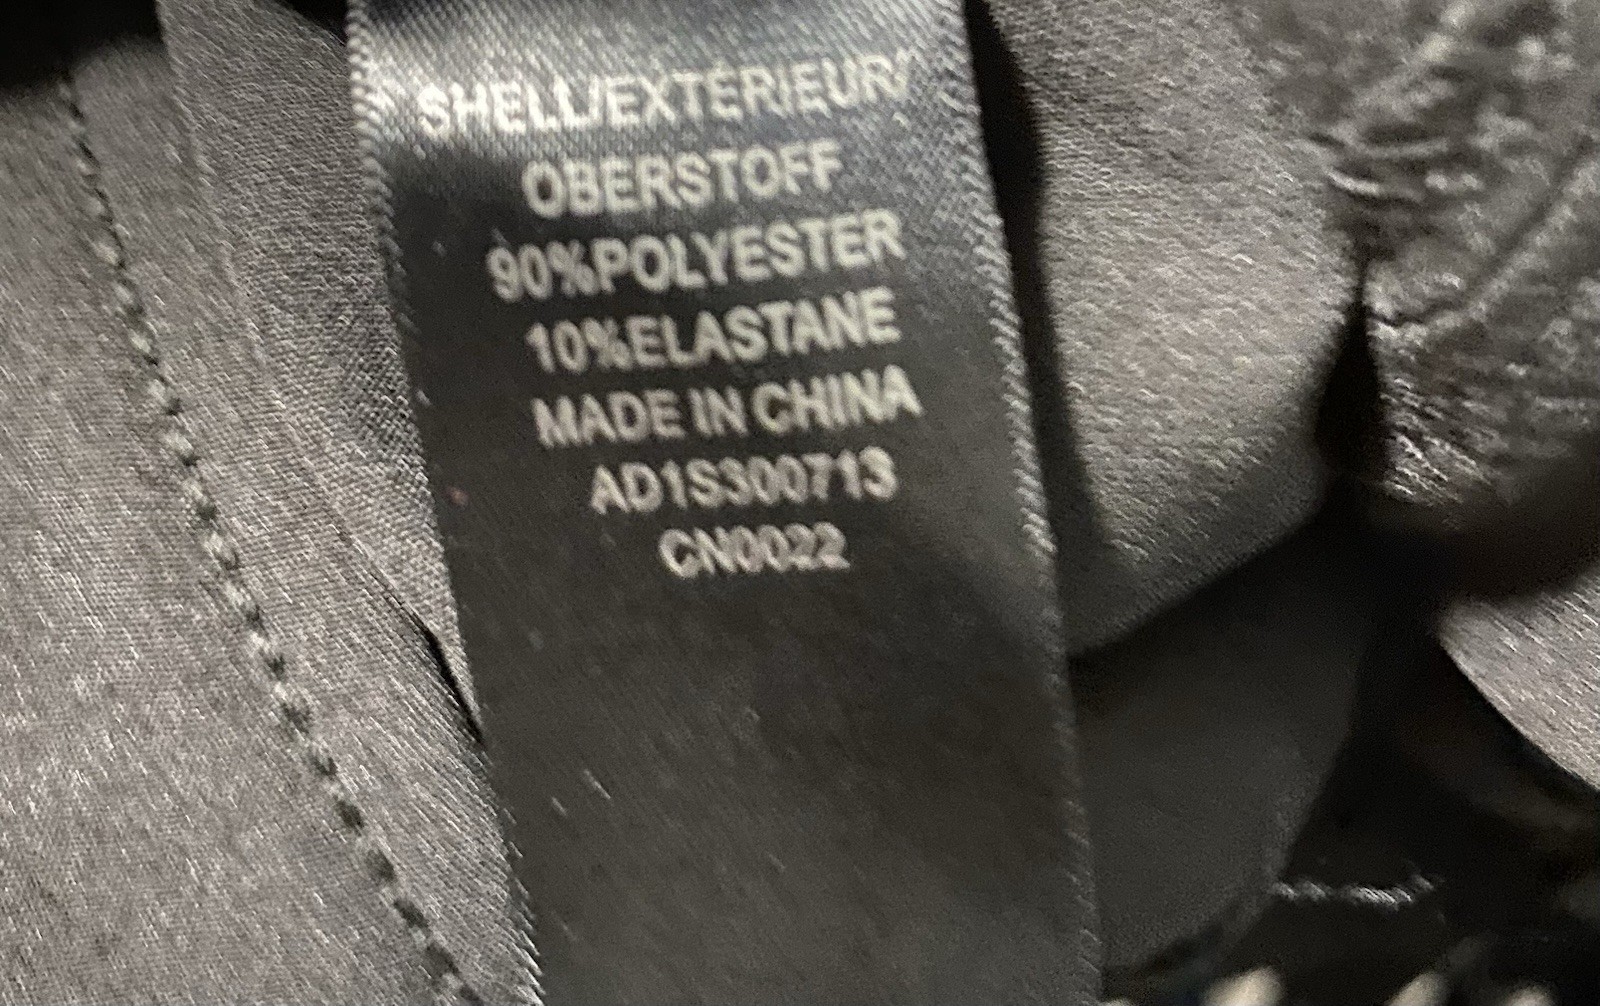 SHELL/EXTÉRIEUR/
OBERSTOFF
90%POLYESTER
10%ELASTANE
MADE IN CHINA
AD1S300713
CN0022